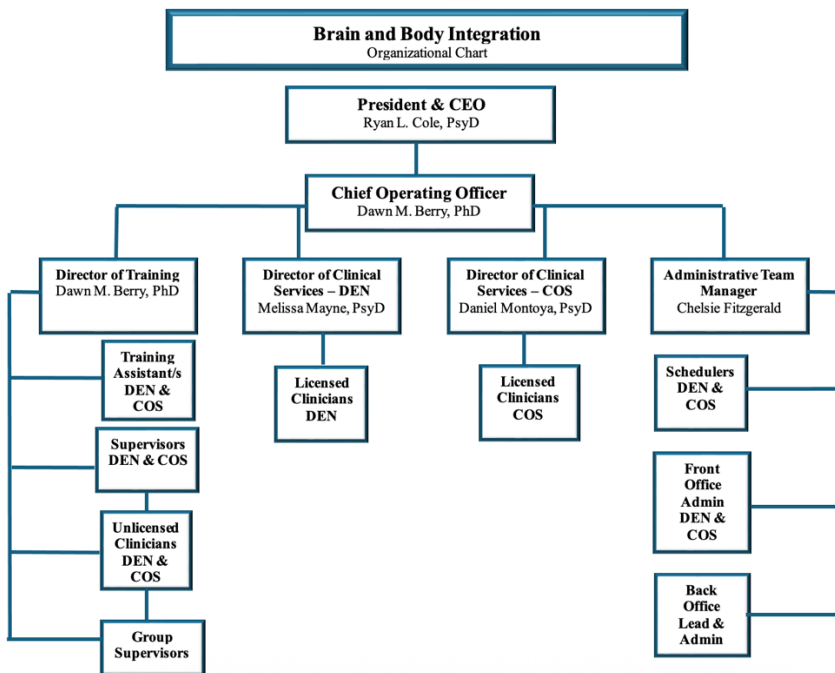 Brain and Body Integration
Organizational Chart
President & CEO
Ryan L. Cole, PsyD
Chief Operating Officer
Dawn M. Berry, PhD
Director of Training
Dawn M. Berry, PhD
Director of Clinical
Services – DEN
Melissa Mayne, PsyD
Director of Clinical
Services – COS
Daniel Montoya, PsyD
Administrative Team
Manager
Chelsie Fitzgerald
Training
Assistant/s
DEN &
COS
Licensed
Clinicians
DEN
Licensed
Clinicians
COS
Schedulers
DEN &
COS
Supervisors
DEN & COS
Front
Office
Admin
DEN &
COS
Unlicensed
Clinicians
DEN &
COS
Back
Office
Lead &
Admin
Group
Supervisors